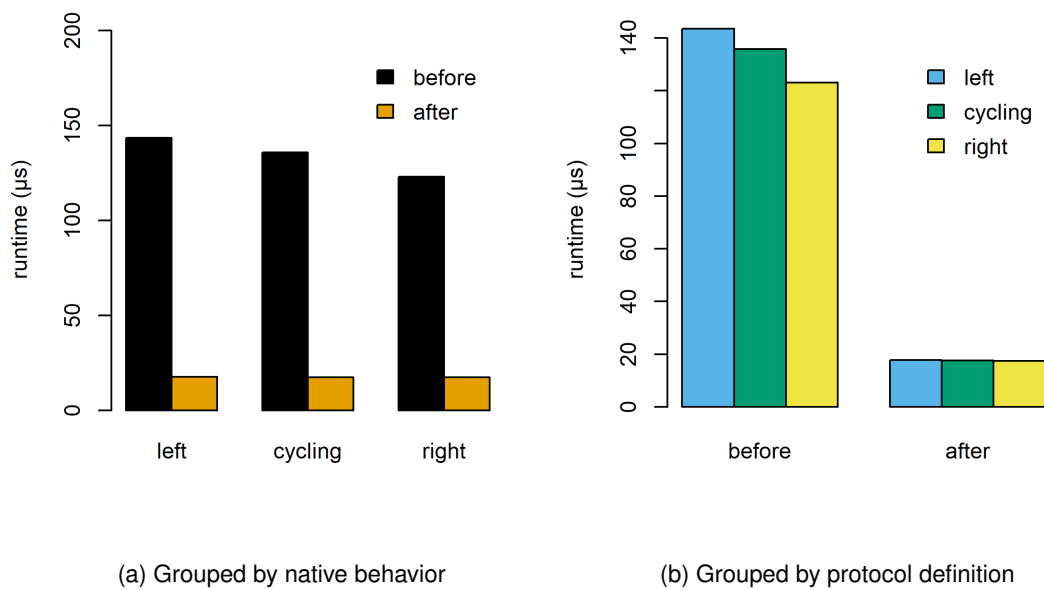 runtime (µs)
200
150
100
50
0
before
after
left
cycling
right
(a) Grouped by native behavior
runtime (µs)
140
100
80
60
40
20
0
left
cycling
right
before
after
(b) Grouped by protocol definition